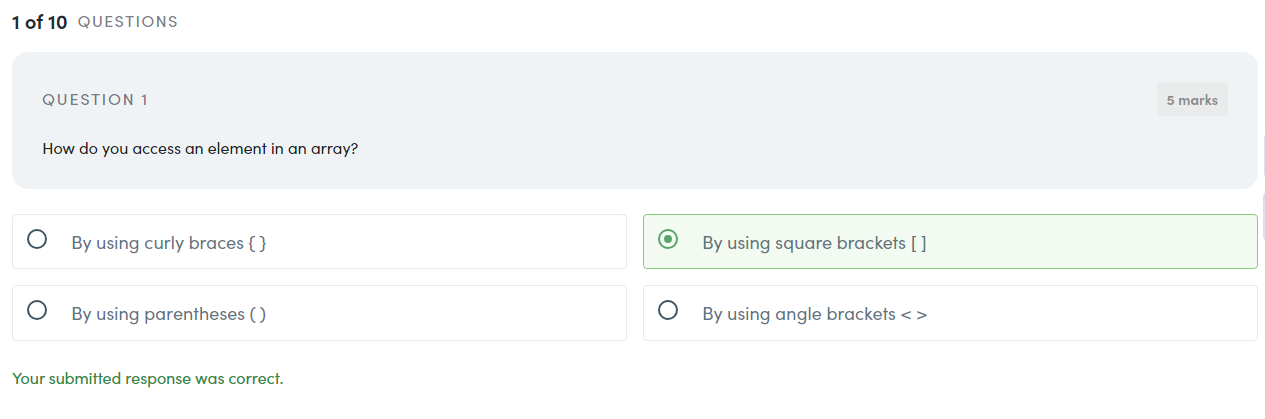 1 of 10 QUESTIONS
QUESTION 1
5 marks
How do you access an element in an array?
By using curly braces { }
By using square brackets [ ]
By using parentheses ( )
By using angle brackets < >
Your submitted response was correct.